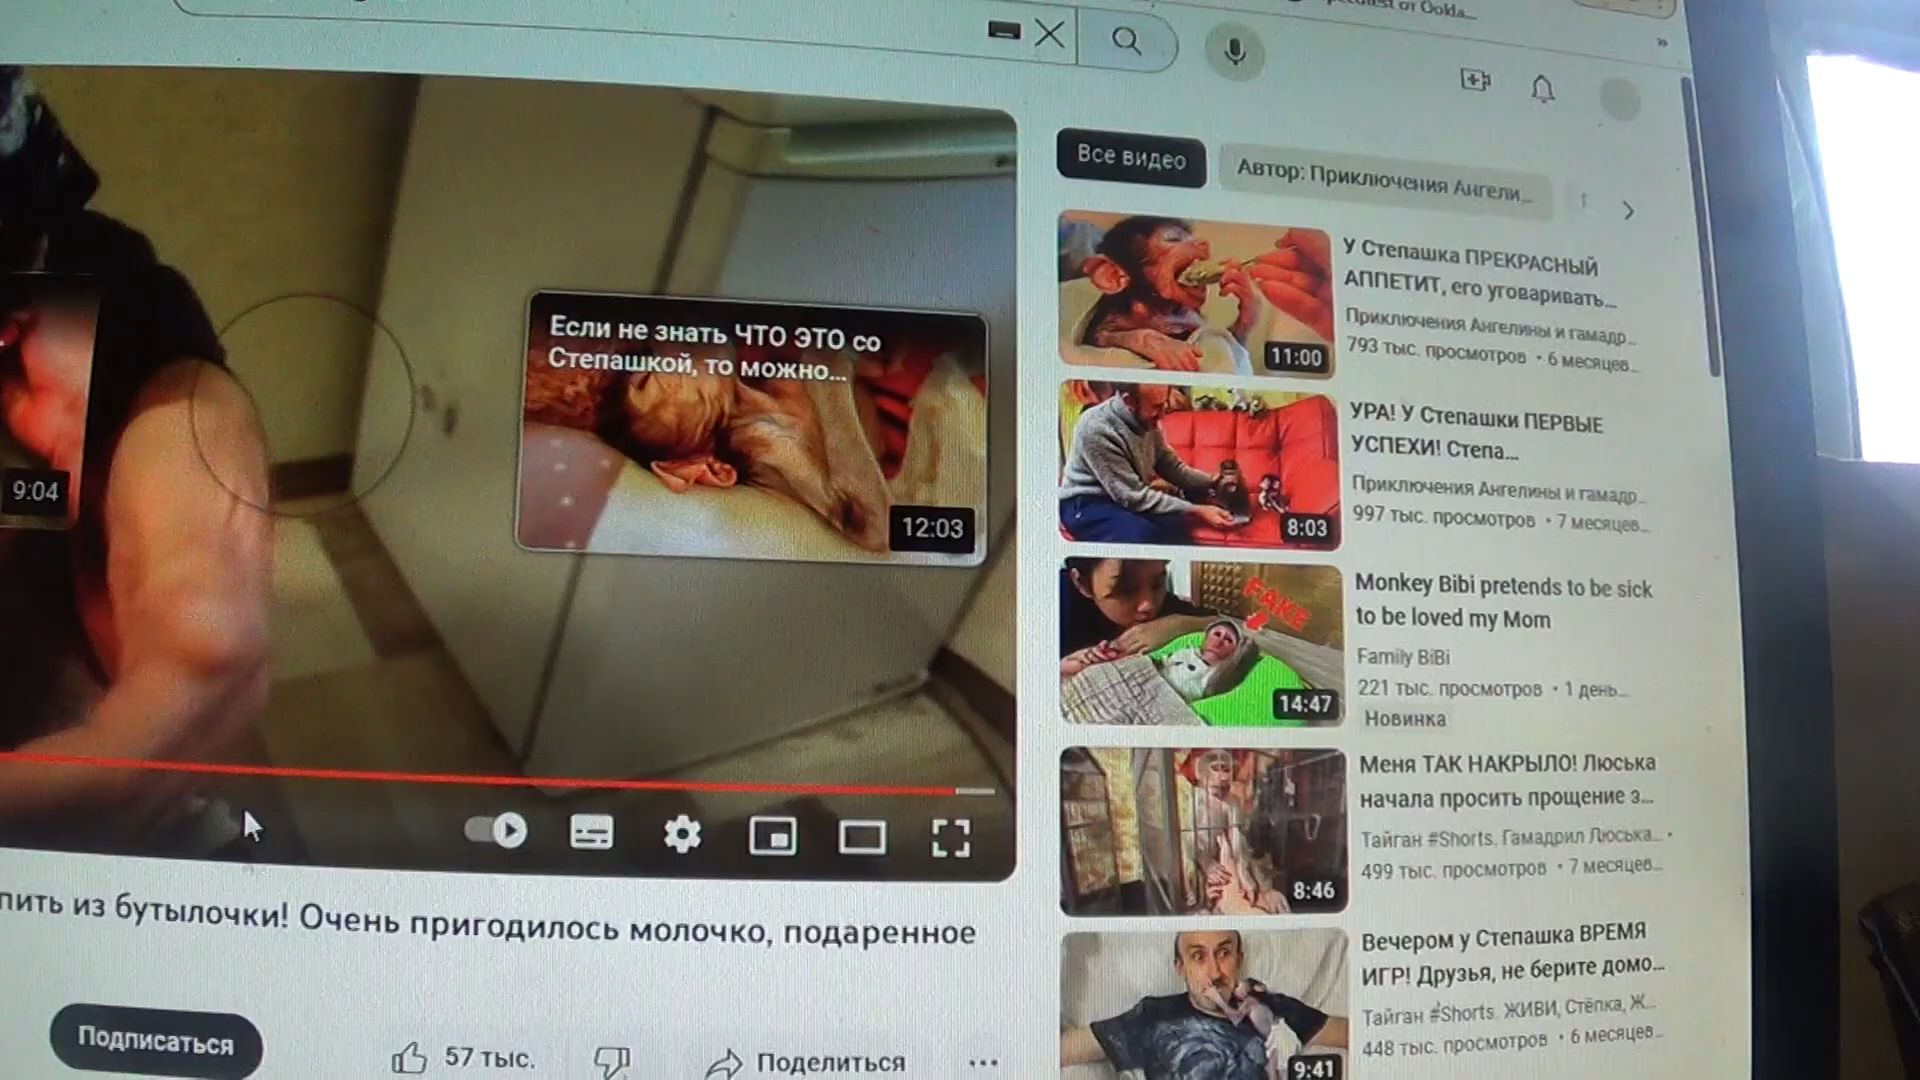 от Ookla...
»
Все видео
Автор: Приключения Ангели...
Если не знать ЧТО ЭТО со
Степашкой, то можно...
12:03
9:04
пить из бутылочки! Очень пригодилось молочко, подаренное
Подписаться
57 тыс.
Поделиться
У Степашка ПРЕКРАСНЫЙ
АППЕТИТ, его уговаривать...
Приключения Ангелины и гамадр...
793 тыс. просмотров • 6 месяцев...
11:00
УРА! У Степашки ПЕРВЫЕ
УСПЕХИ! Степа...
Приключения Ангелины и гамадр...
997 тыс. просмотров • 7 месяцев...
8:03
Monkey Bibi pretends to be sick
to be loved my Mom
Family BiBi
221 тыс. просмотров • 1 день...
Новинка
FAKE
14:47
Меня ТАК НАКРЫЛО! Люська
начала просить прощение з...
Тайган #Shorts. Гамадрил Люська... •
499 тыс. просмотров • 7 месяцев...
8:46
Вечером у Степашка ВРЕМЯ
ИГР! Друзья, не берите домо...
Тайган #Shorts. ЖИВИ, Стёпка, Ж...
448 тыс. просмотров • 6 месяцев...
9:41